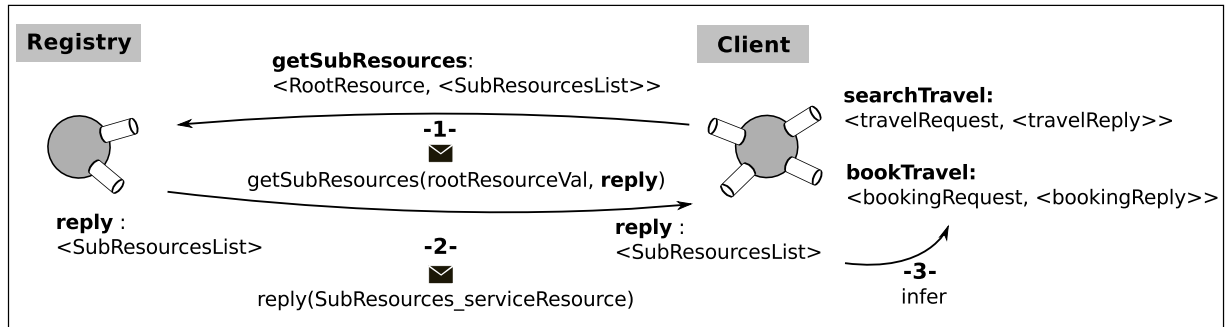 Registry
Client
getSubResources:
<RootResource, <SubResourcesList>>
-1-
getSubResources(rootResourceVal, reply)
searchTravel:
<travelRequest, <travelReply>>
bookTravel:
<bookingRequest, <bookingReply>>
reply :
<SubResourcesList>
-2-
reply(SubResources_serviceResource)
reply :
<SubResourcesList>
-3-
infer